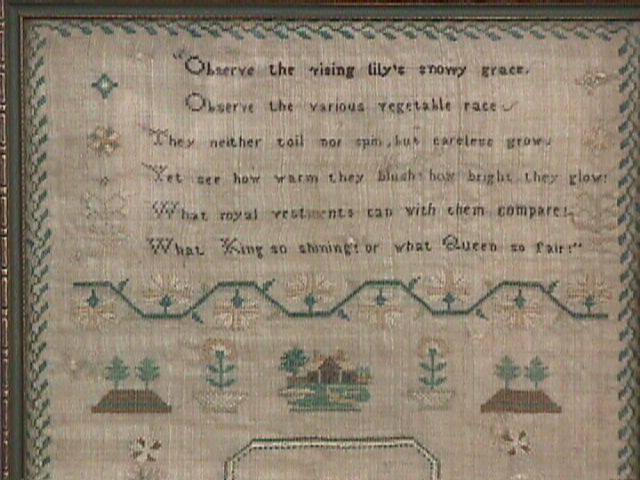 "Observe the rising lily's snowy grace,
Observe the various vegetable race
They neither toil nor spin, but careless grow,
Yet see how warm they blush! how bright they glow!
What royal vestments can with them compare!
What King so shining! or what Queen so fair!"